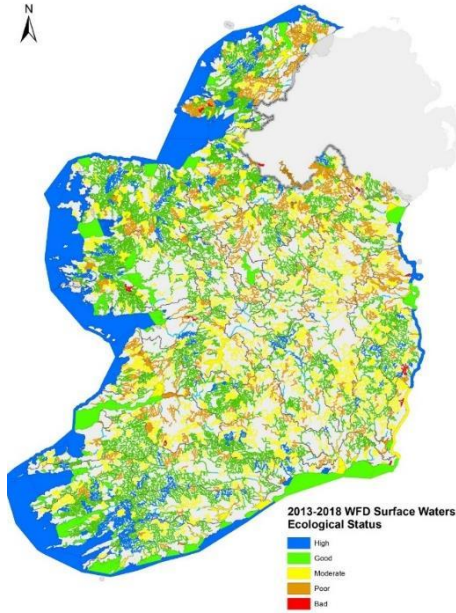 N
2013-2018 WFD Surface Waters
Ecological Status
High
Good
Moderate
Poor
Bad